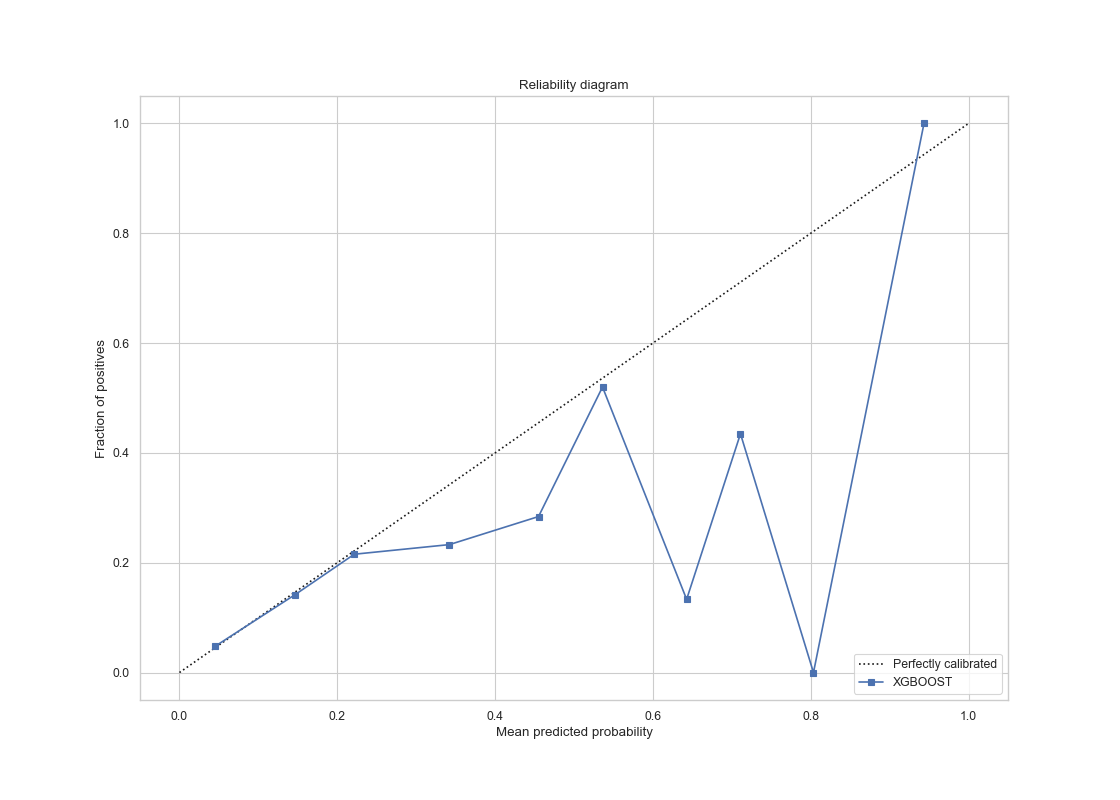 Reliability diagram
1.0
0.8
0.6
0.4
0.2
0.0
Fraction of positives
Perfectly calibrated
XGBOOST
0.0 0.2 0.4 0.6 0.8 1.0
Mean predicted probability